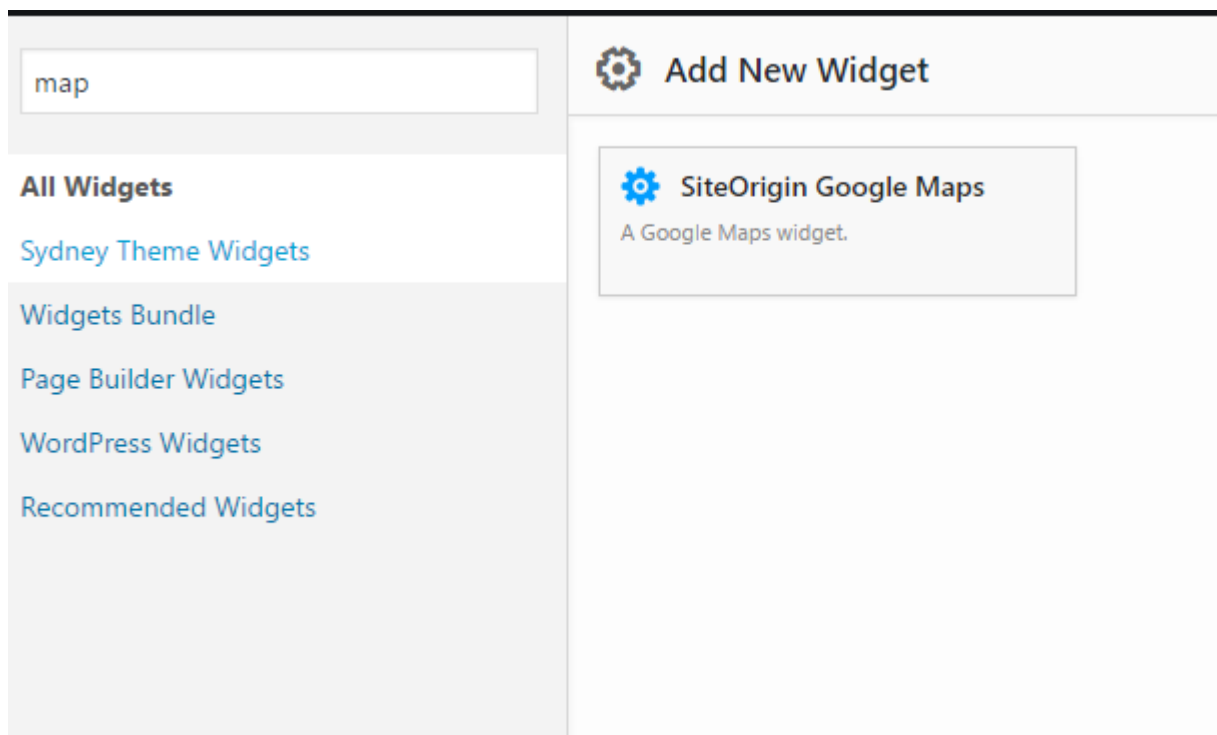 map
All Widgets
Sydney Theme Widgets
Widgets Bundle
Page Builder Widgets
WordPress Widgets
Recommended Widgets
Add New Widget
SiteOrigin Google Maps
A Google Maps widget.